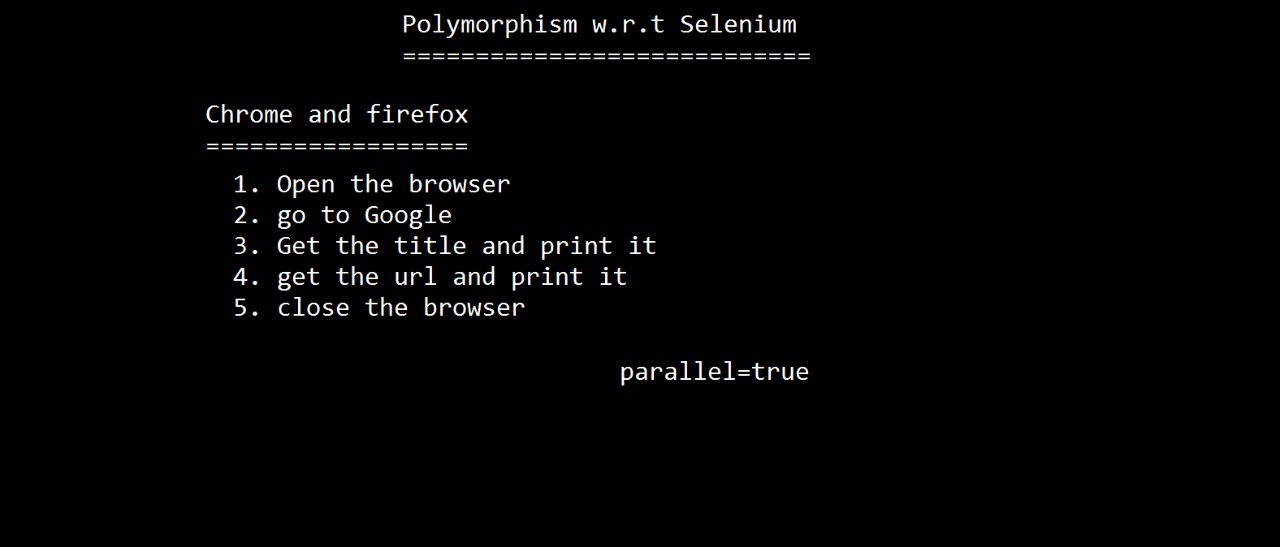 Polymorphism w.r.t Selenium
============================
Chrome and firefox
==================
1. Open the browser
2. go to Google
3. Get the title and print it
4. get the url and print it
5. close the browser
parallel=true